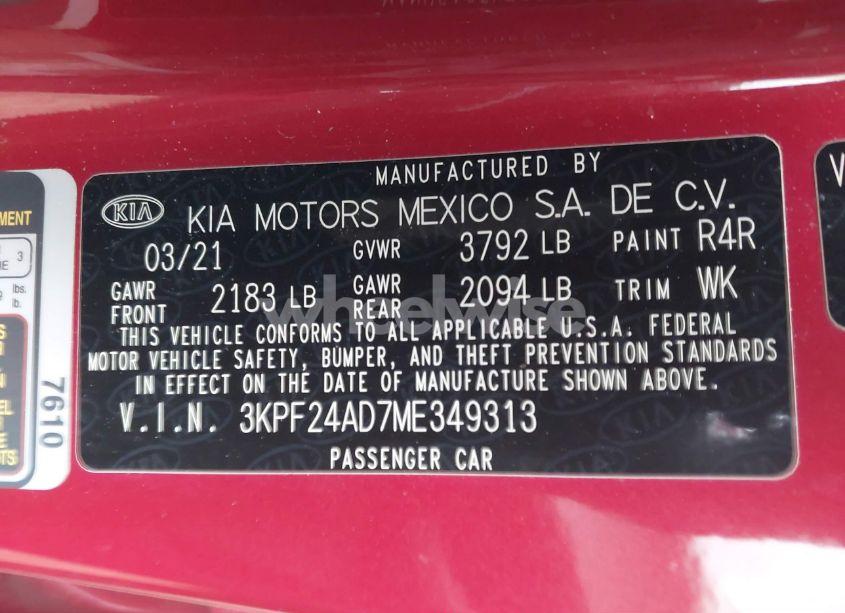 MANUFACTURED BY
KIA KIA MOTORS MEXICO S.A. DE C.V.
03/21 GVWR 3792 LB PAINT R4R
GAWR FRONT 2183 LB GAWR REAR 2094 LB TRIM WK
THIS VEHICLE CONFORMS TO ALL APPLICABLE U.S.A. FEDERAL
MOTOR VEHICLE SAFETY, BUMPER, AND THEFT PREVENTION STANDARDS
IN EFFECT ON THE DATE OF MANUFACTURE SHOWN ABOVE.
V.I.N. 3KPF24AD7ME349313
PASSENGER CAR
wheelwise
7610
3
lbs.
b.